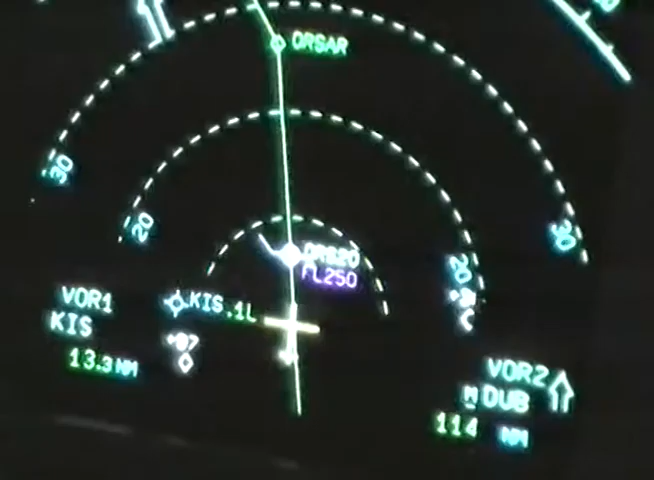 ORSAR
30
20
30
20
FL250
KIS
.1L
VOR1
KIS
13.3NM
VOR2
M DUB
114 NM